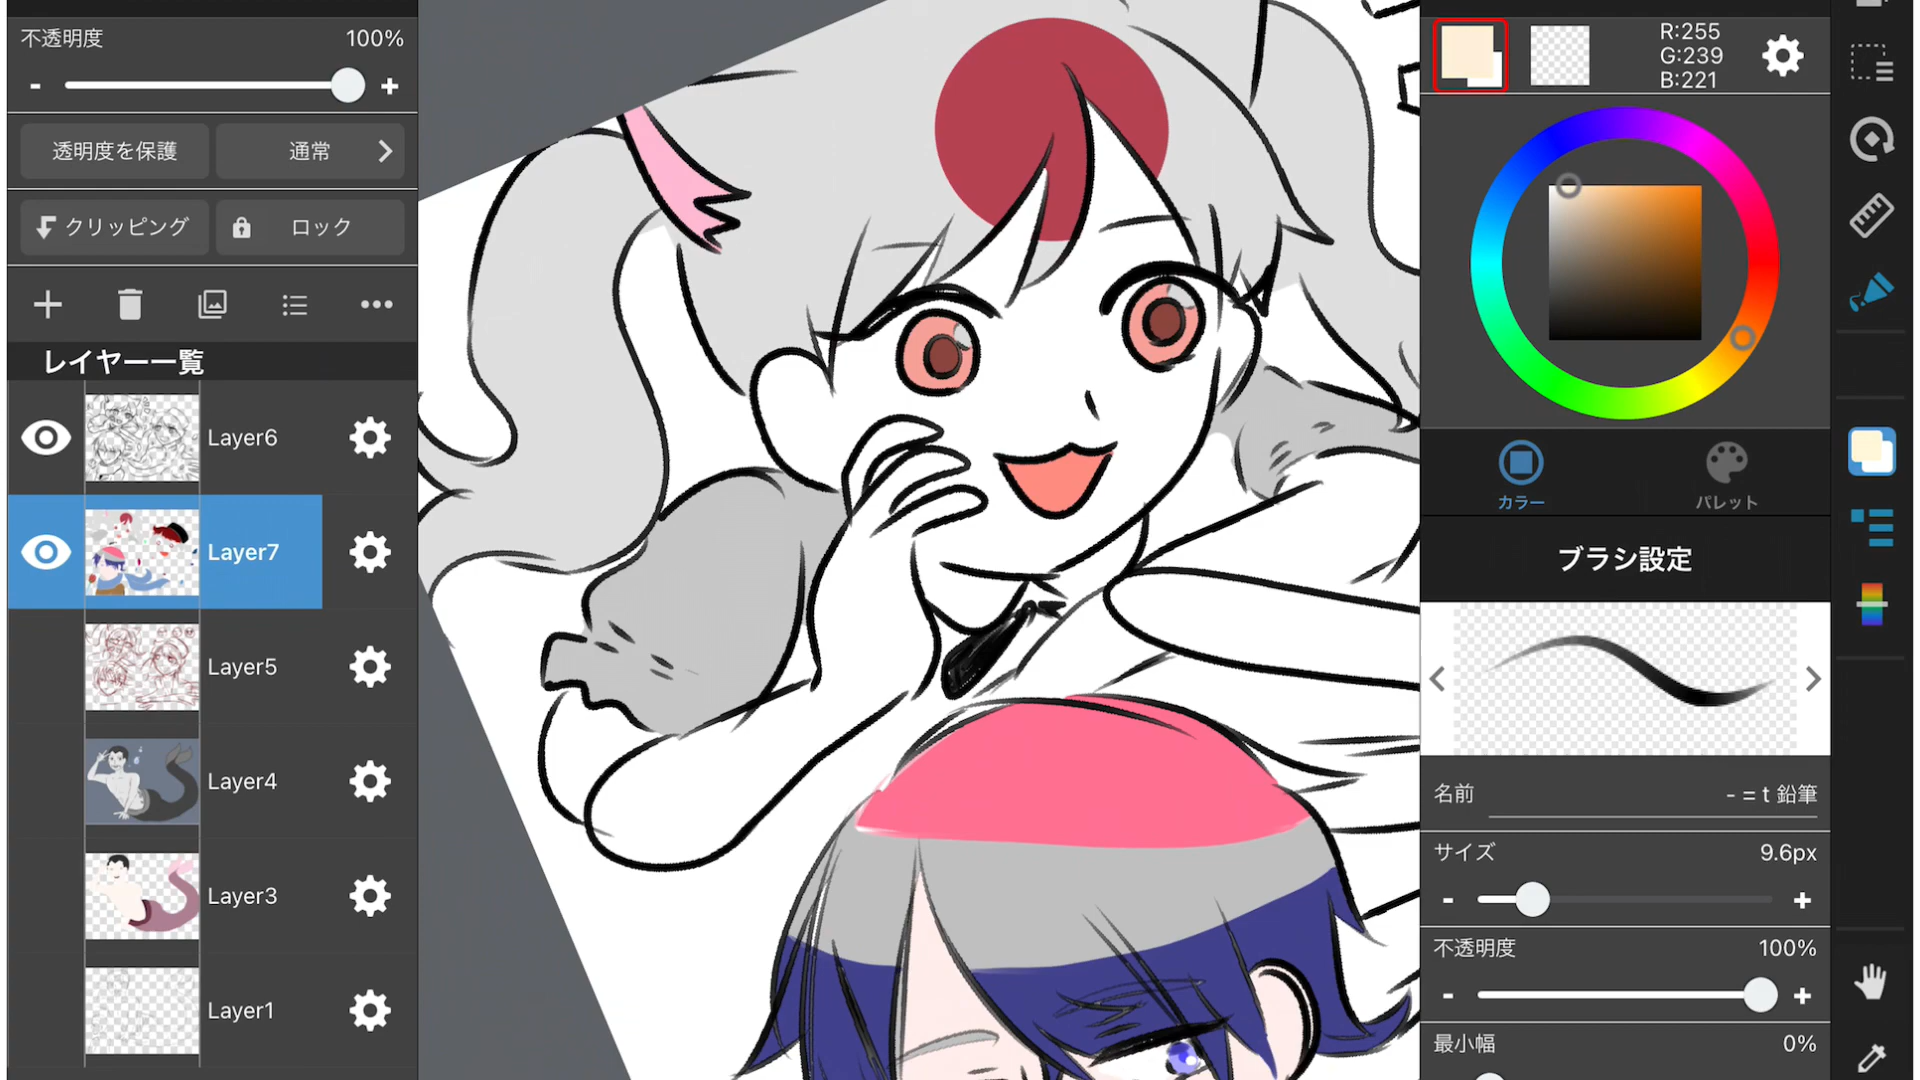 不透明度 100%
- +
透明度を保護 通常
クリッピング ロック
レイヤー一覧
Layer6
Layer7
Layer5
Layer4
Layer3
Layer1
R:255
G:239
B:221
カラー パレット
ブラシ設定
名前 - = t 鉛筆
サイズ 9.6px
- +
不透明度 100%
- +
最小幅 0%